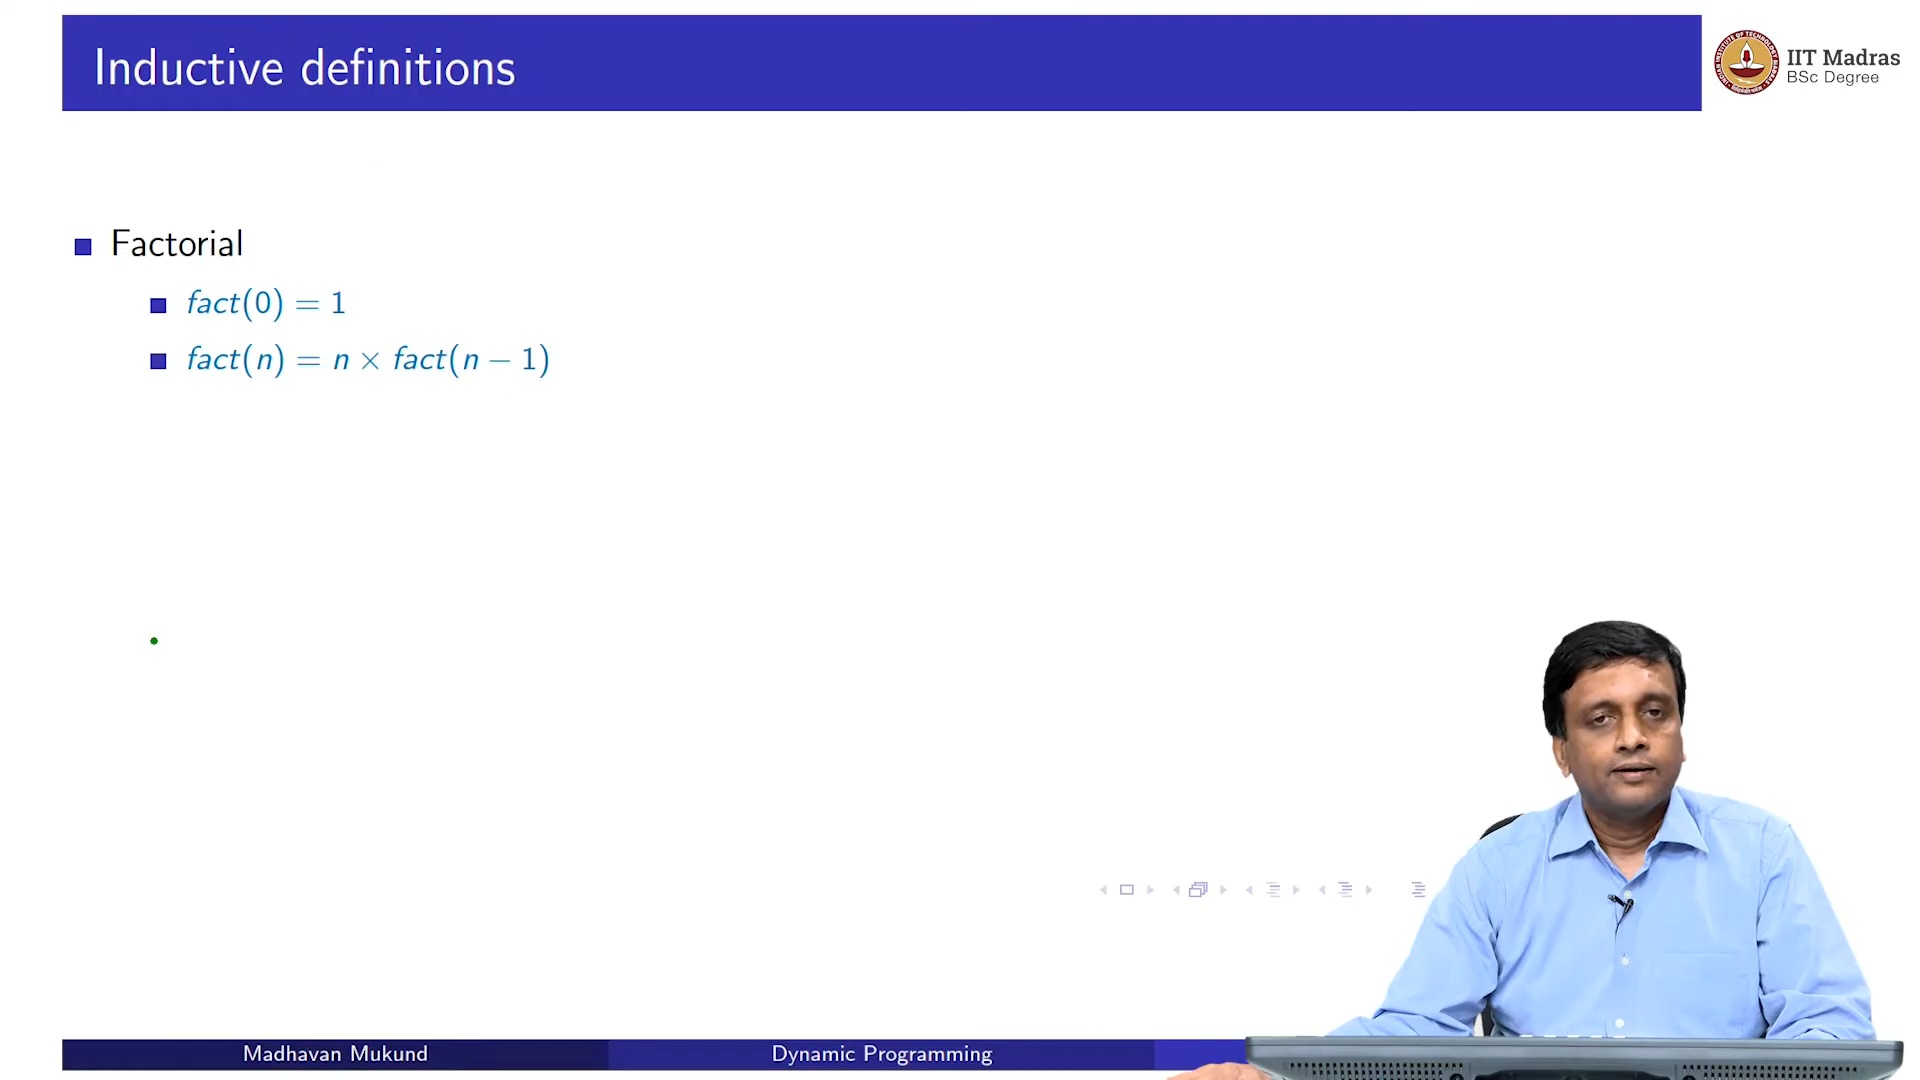 Inductive definitions
IIT Madras
BSc Degree
Factorial
fact(0) = 1
fact(n) = n × fact(n − 1)
Madhavan Mukund
Dynamic Programming